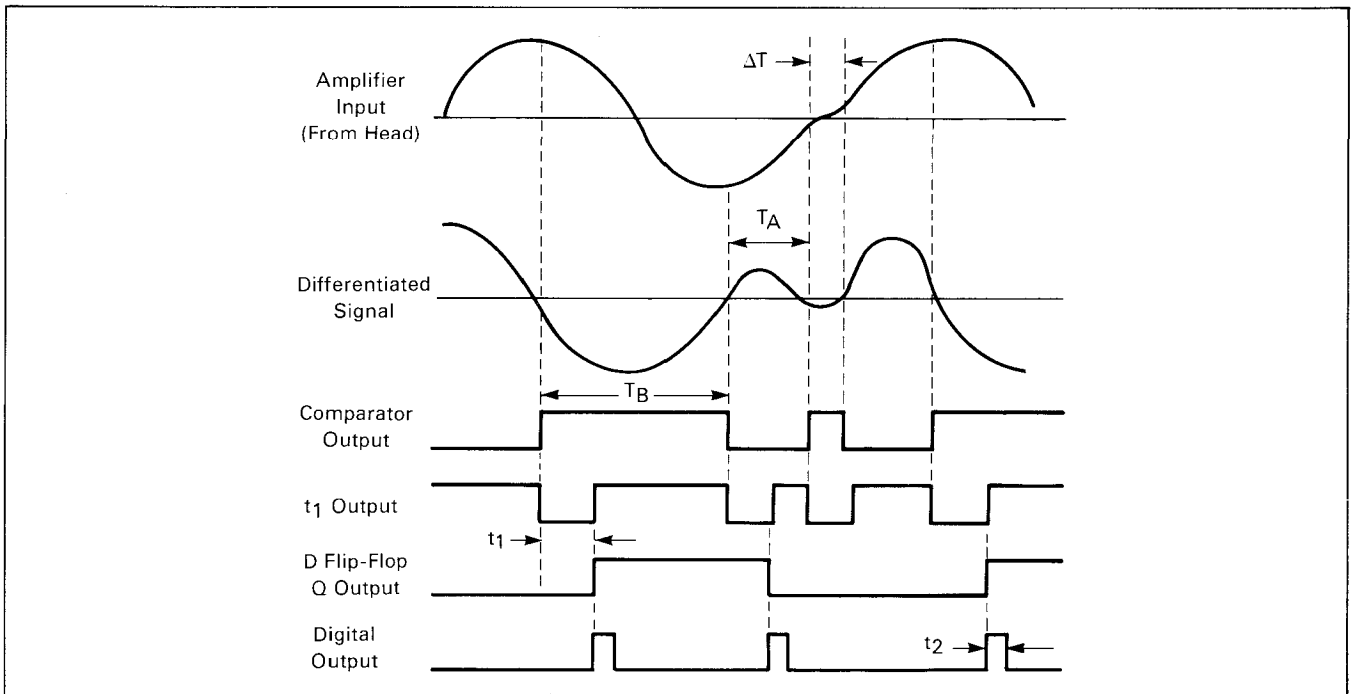 Amplifier
Input
(From Head)
ΔT
Differentiated
Signal
TA
TB
Comparator
Output
t1 Output
t1
D Flip-Flop
Q Output
Digital
Output
t2